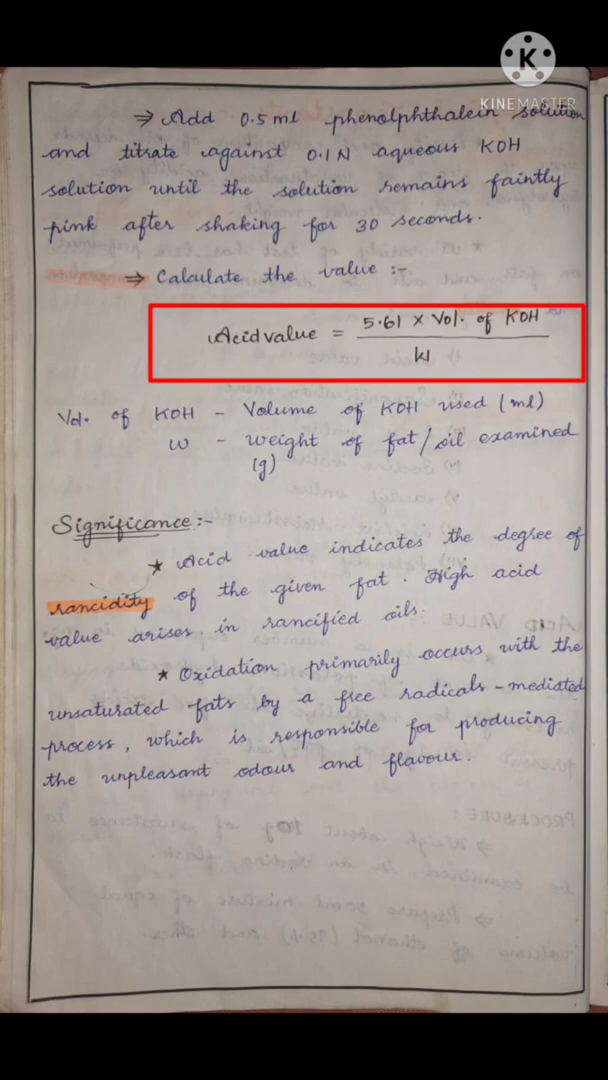 K
KINEMASTER
⇒ Add 0.5 ml phenolphthalein solution
and titrate against 0.1 N aqueous KOH
solution until the solution remains faintly
pink after shaking for 30 seconds.
⇒ Calculate the value :-
Acid value = 5.61 × Vol. of KOH / W
Vol. of KOH - Volume of KOH used (ml)
w - weight of fat/oil examined
(g)
Significance :-
★ Acid value indicates the degree of
rancidity of the given fat. High acid
value arises in rancified oils.
★ Oxidation primarily occurs with the
unsaturated fats by a free radicals - mediated
process, which is responsible for producing
the unpleasant odour and flavour.